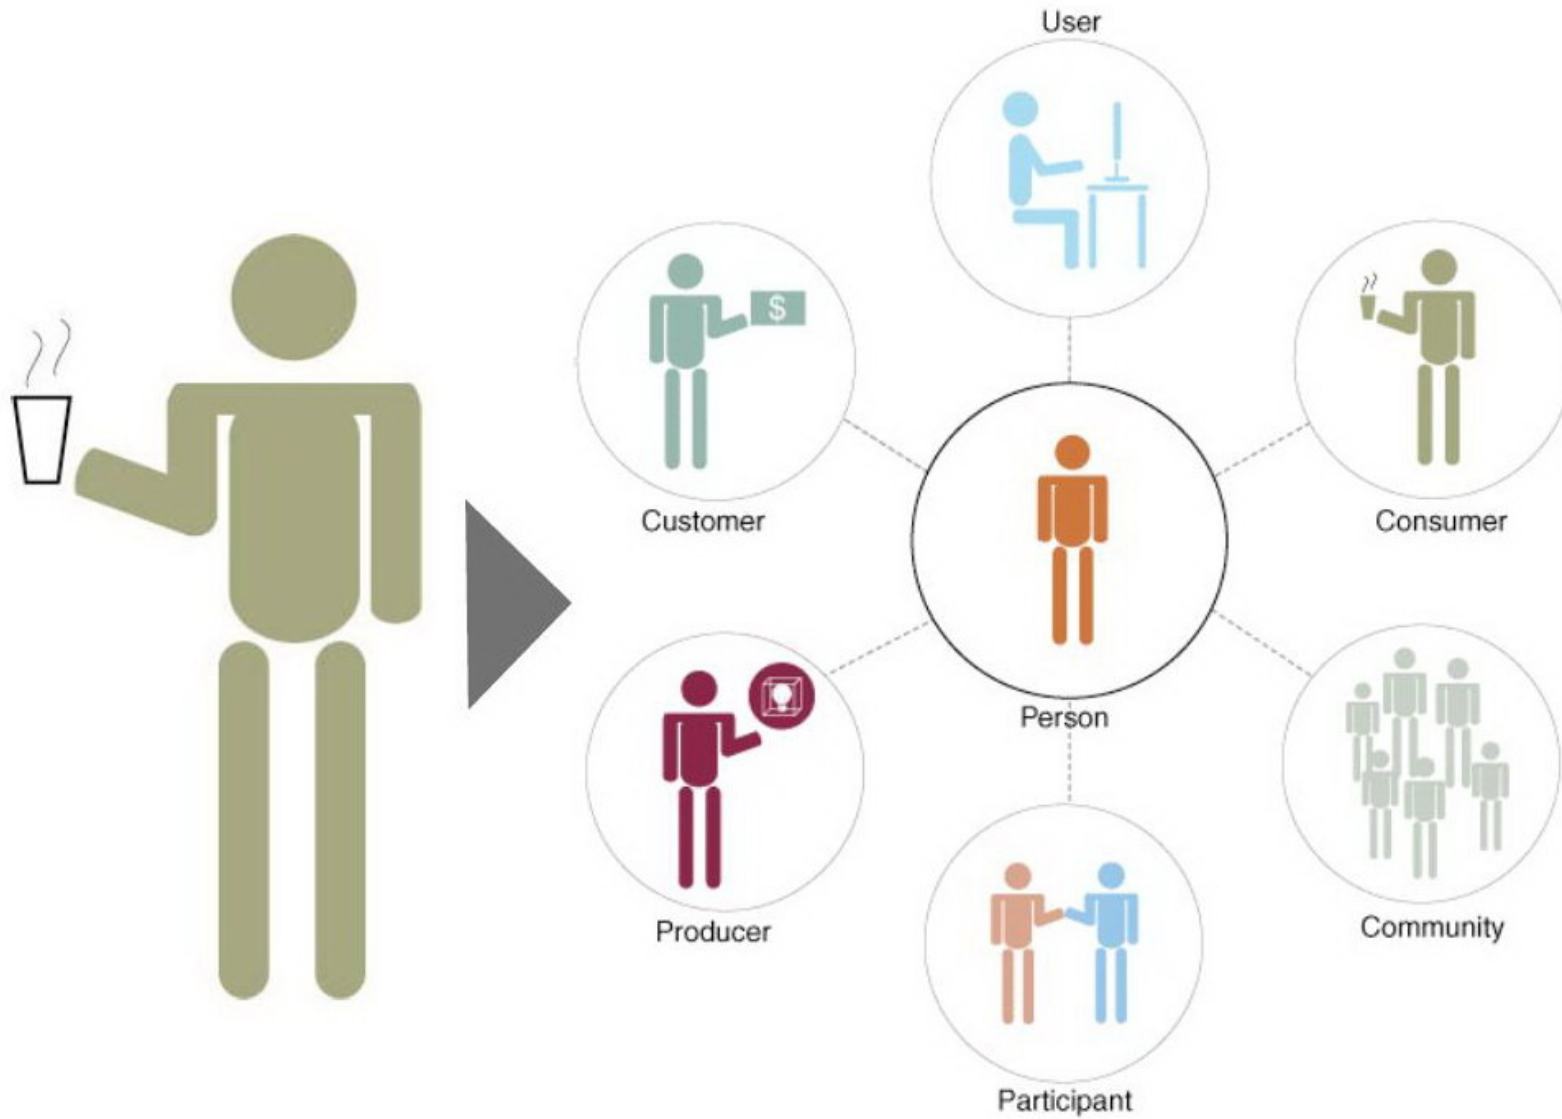 User
$
Customer
Consumer
Person
Producer
Community
Participant